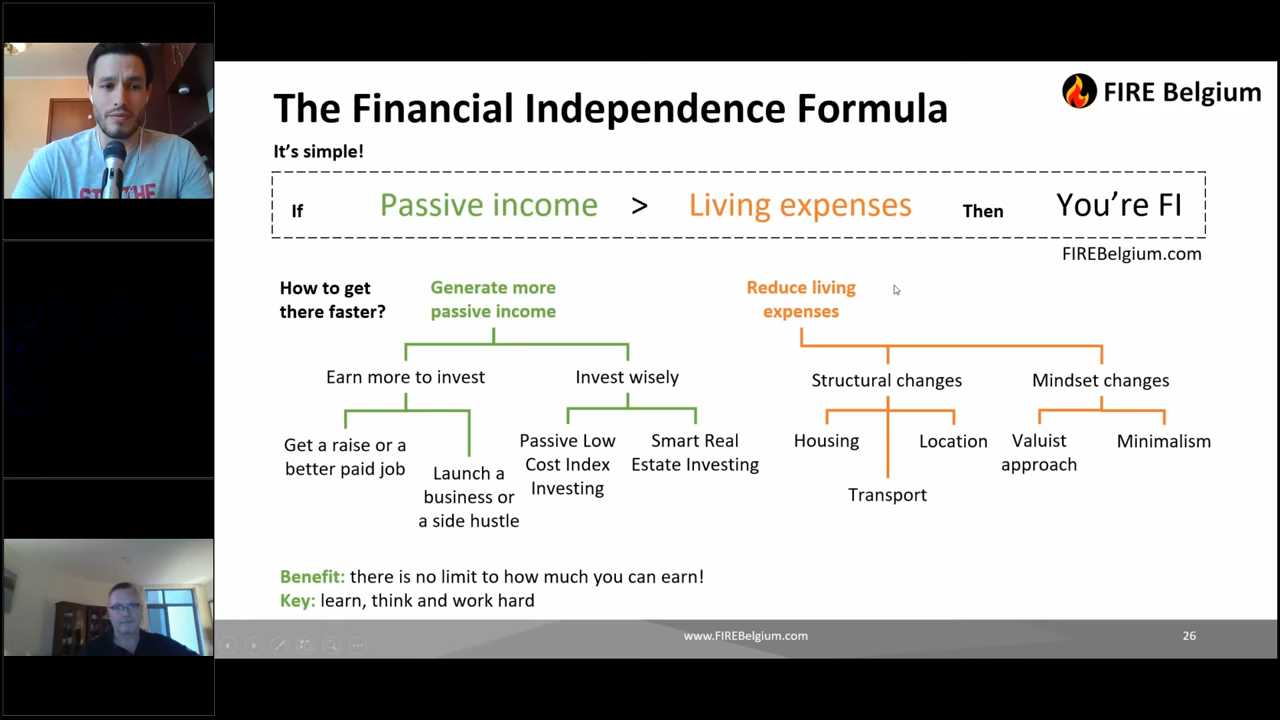 The Financial Independence Formula
FIRE Belgium
It's simple!
If Passive income > Living expenses Then You're FI
FIREBelgium.com
How to get
there faster?
Generate more
passive income
Reduce living
expenses
Earn more to invest
Invest wisely
Structural changes
Mindset changes
Get a raise or a
better paid job
Launch a
business or
a side hustle
Passive Low
Cost Index
Investing
Smart Real
Estate Investing
Housing
Transport
Location
Valuist
approach
Minimalism
Benefit: there is no limit to how much you can earn!
Key: learn, think and work hard
www.FIREBelgium.com
26